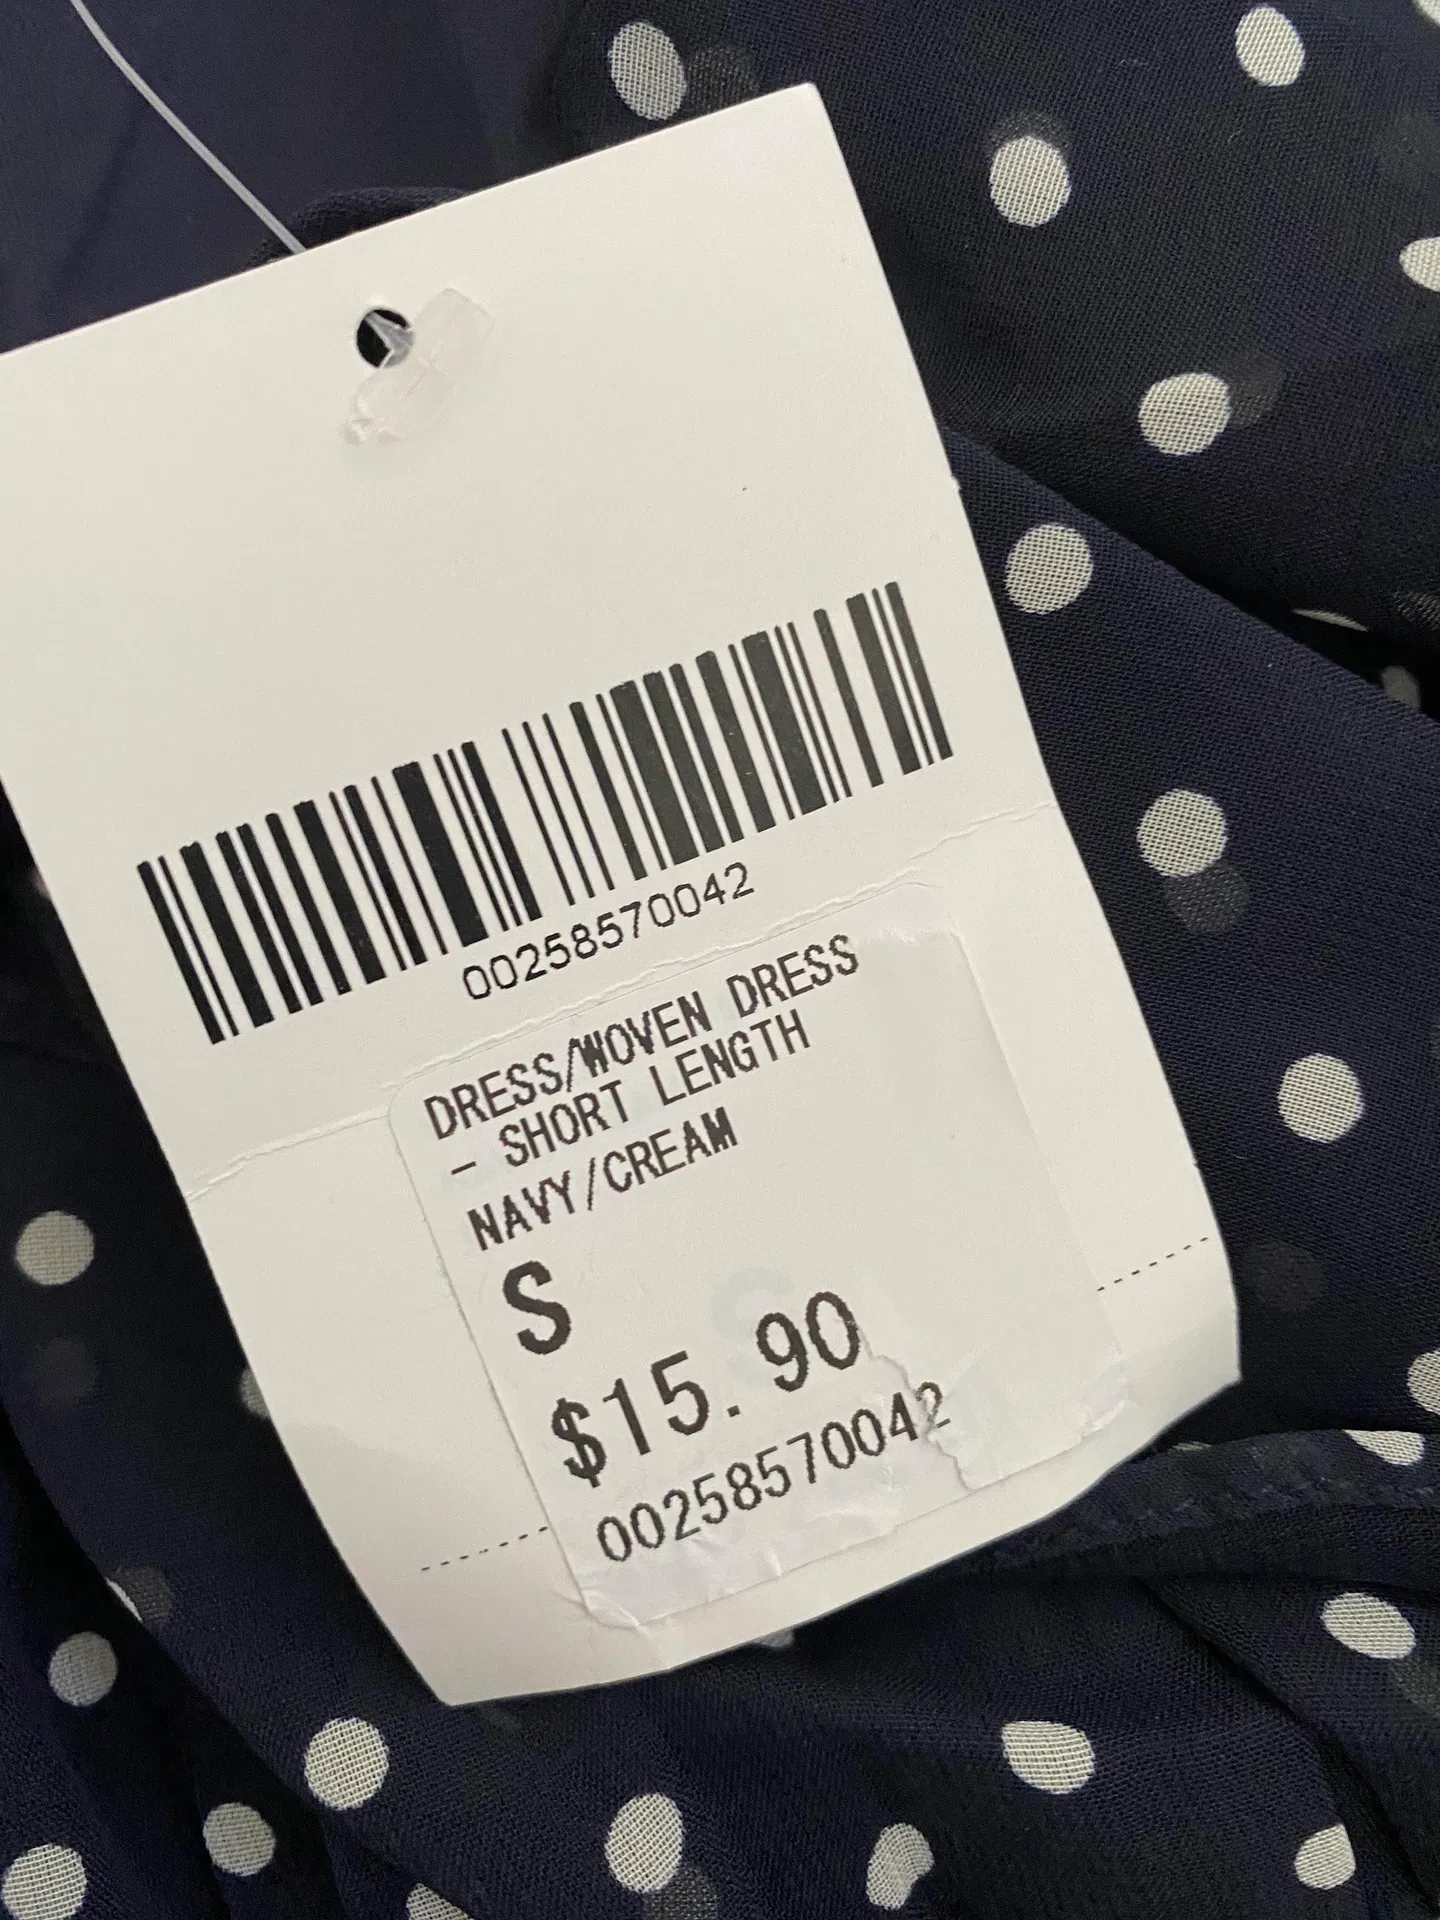 00258570042
DRESS/WOVEN DRESS
- SHORT LENGTH
NAVY/CREAM
S
$15.90
00258570042